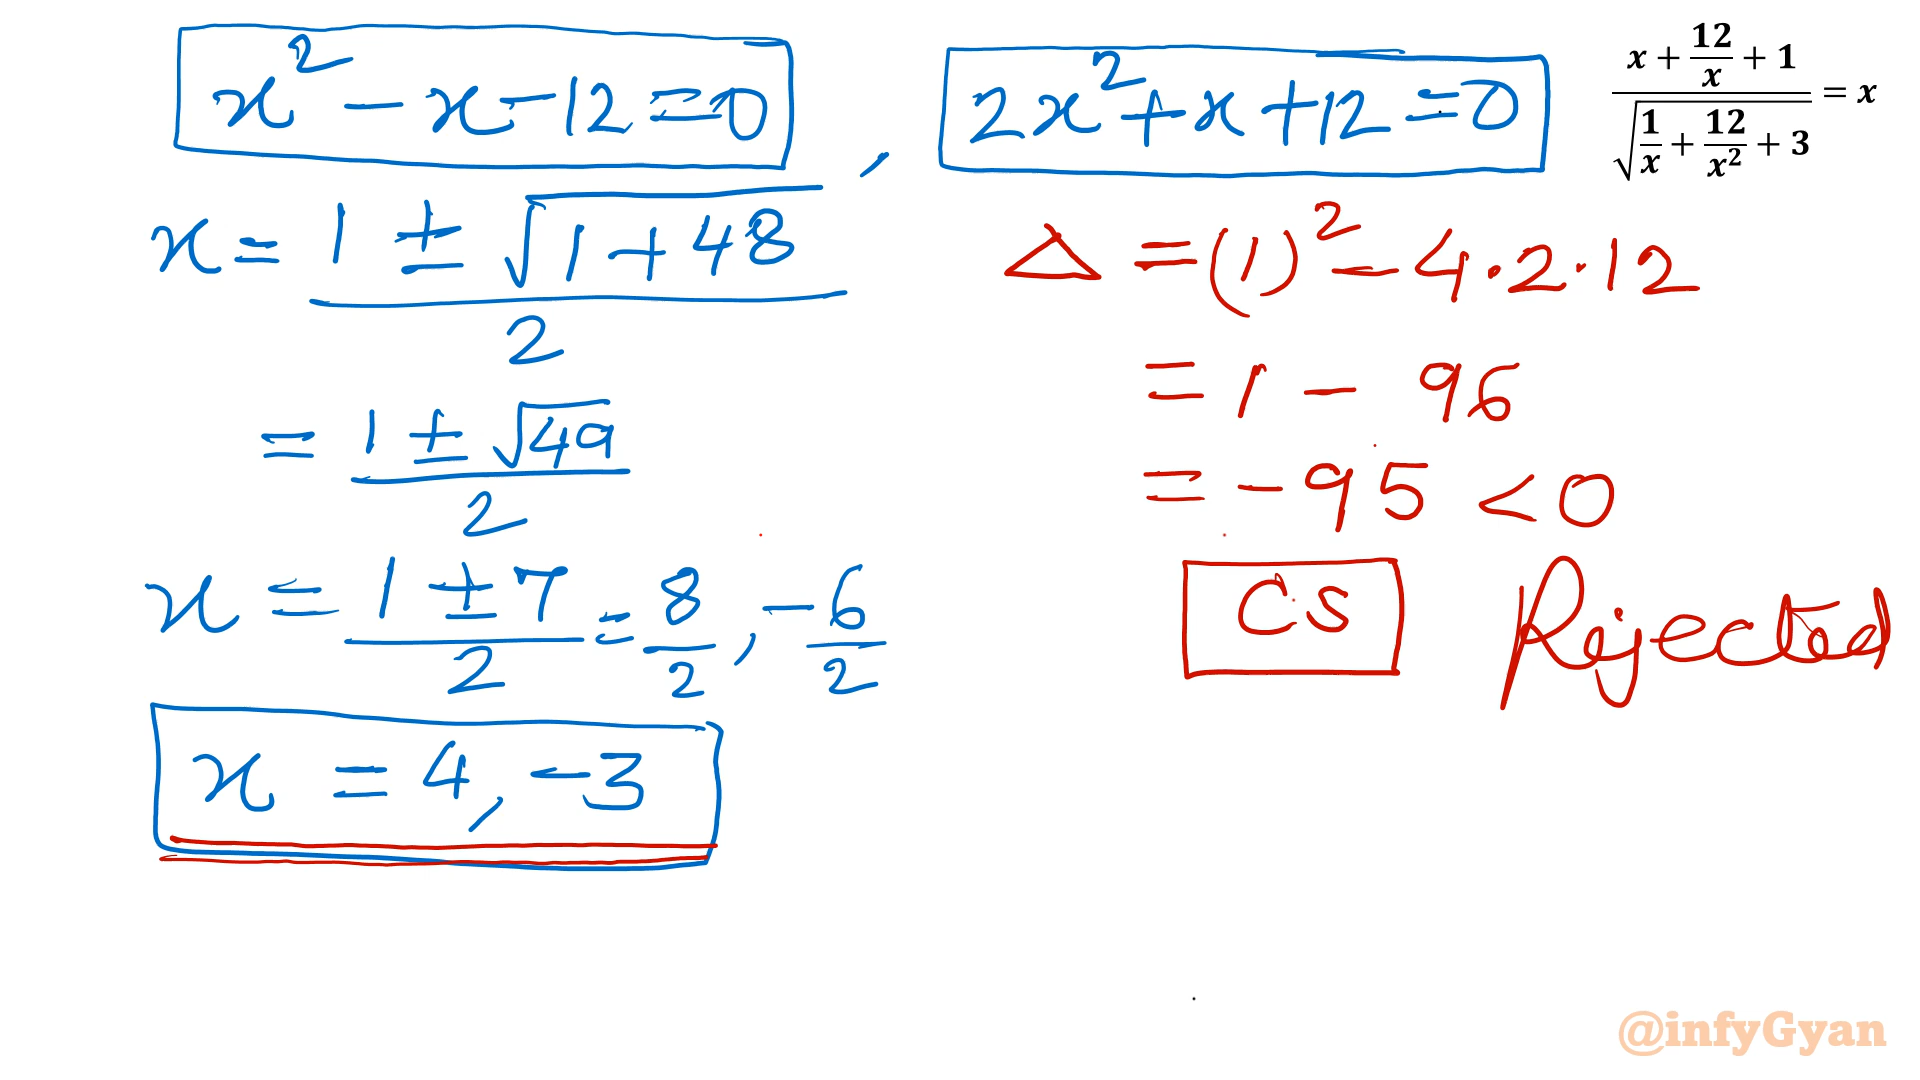 x² - x - 12 = 0 , 2x² + x + 12 = 0
(x + 12/x + 1) / √(1/x + 12/x² + 3) = x
x = (1 ± √(1 + 48)) / 2
= (1 ± √49) / 2
x = (1 ± 7) / 2 = 8/2 , -6/2
x = 4, -3
Δ = (1)² - 4·2·12
= 1 - 96
= -95 < 0
CS Rejected
@infyGyan